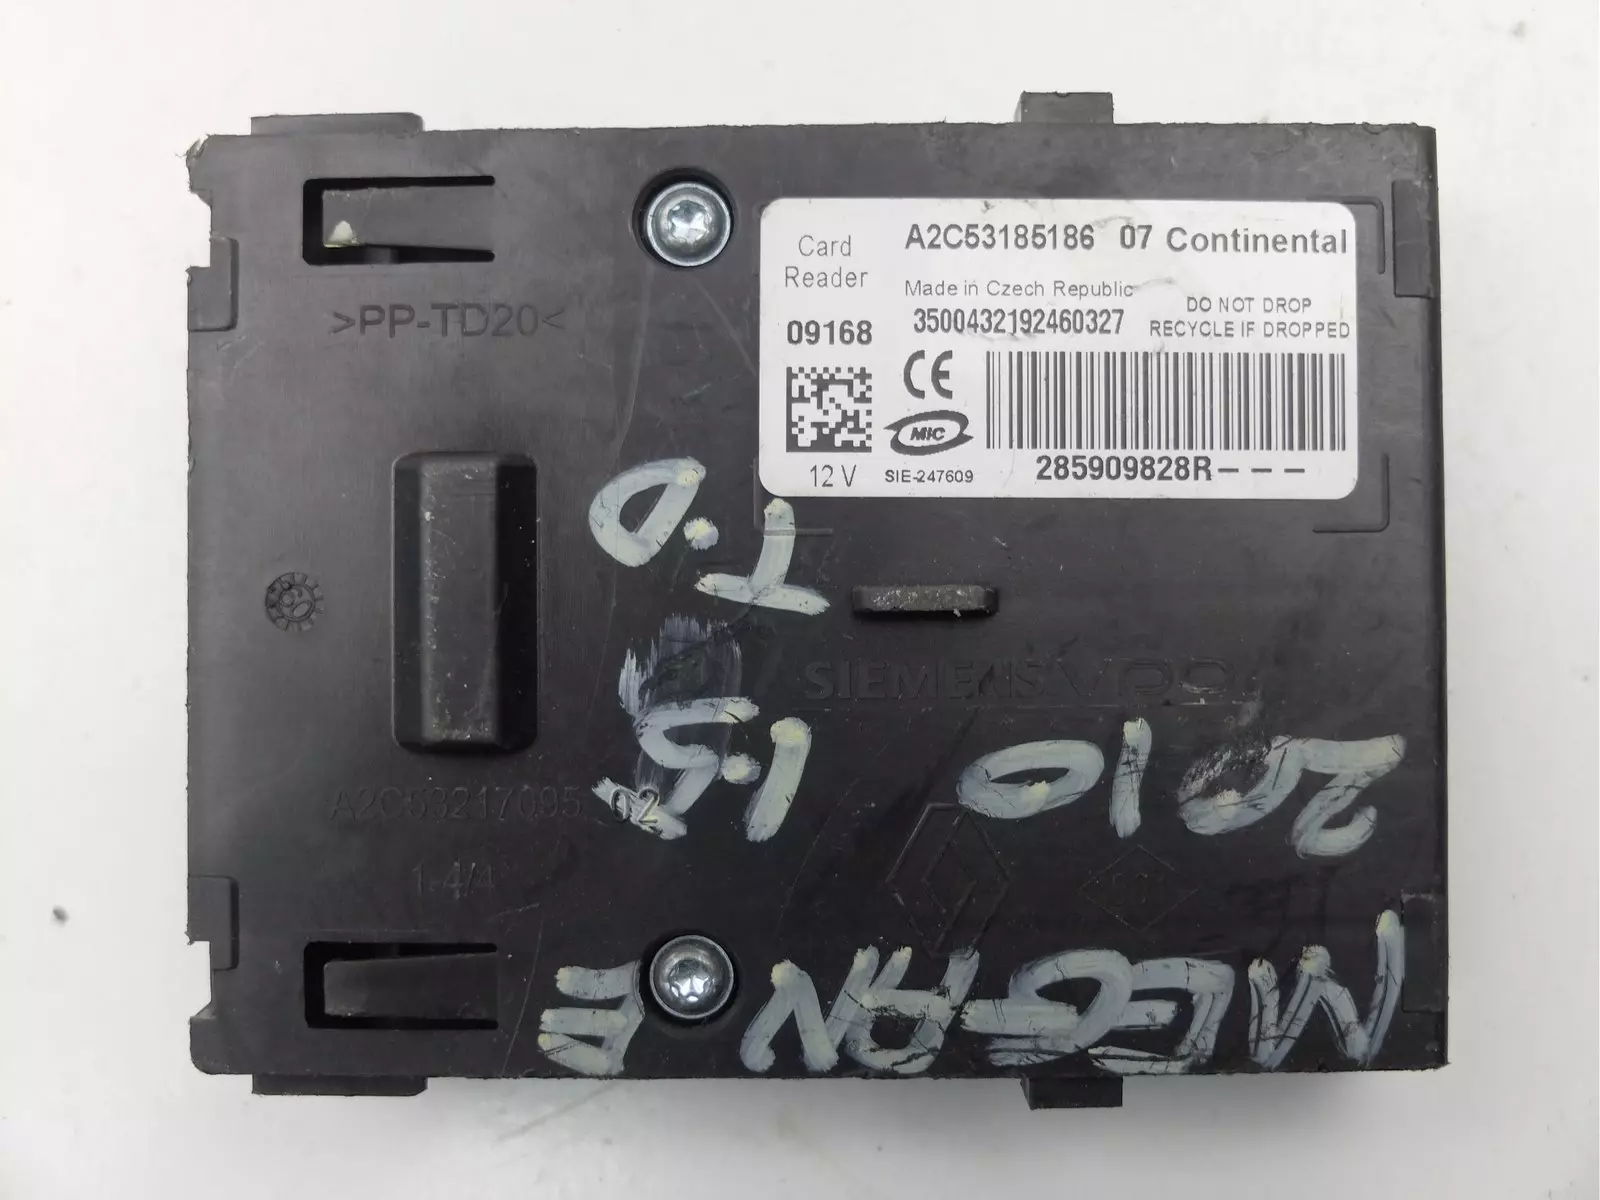 Card
Reader
A2C53185186 07 Continental
Made in Czech Republic
DO NOT DROP
RECYCLE IF DROPPED
09168
3500432192460327
CE
MIC
12 V
SIE-247609
285909828R---
>PP-TD20<
SIEMENS VDO
A2C53217095 02
1-4/4
MEGANE
2010
1.5
T.D